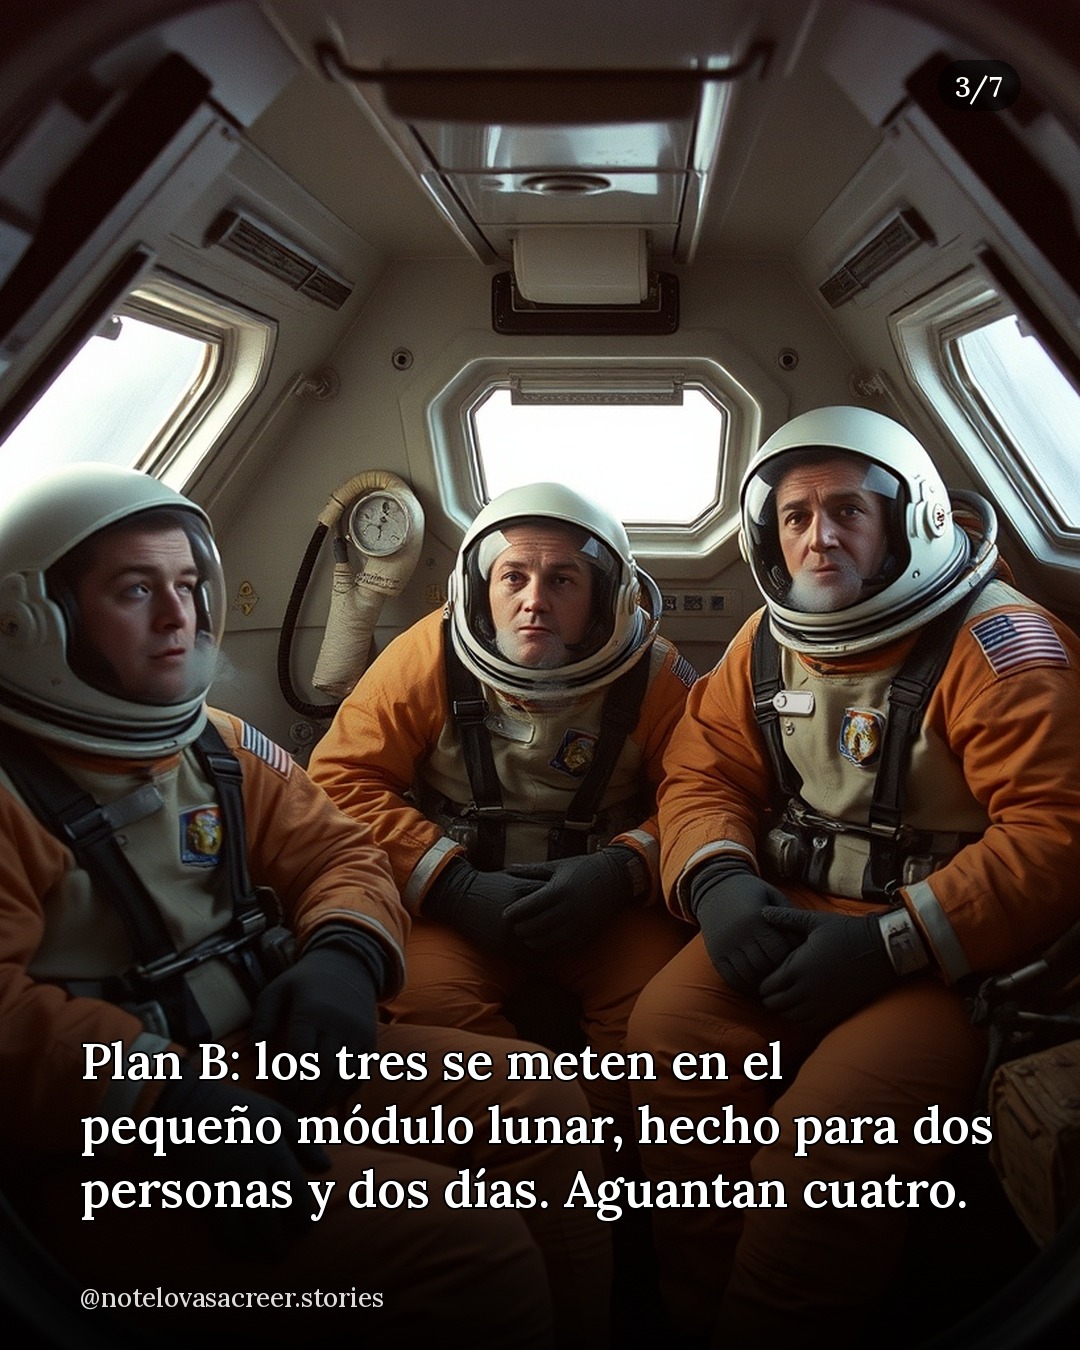 3/7
Plan B: los tres se meten en el
pequeño módulo lunar, hecho para dos
personas y dos días. Aguantan cuatro.
@notelovasacreer.stories